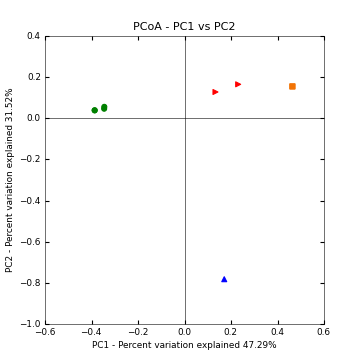 PCoA - PC1 vs PC2
0.4
0.2
0.0
−0.2
−0.4
−0.6
−0.8
−1.0
PC2 - Percent variation explained 31.52%
−0.6 −0.4 −0.2 0.0 0.2 0.4 0.6
PC1 - Percent variation explained 47.29%